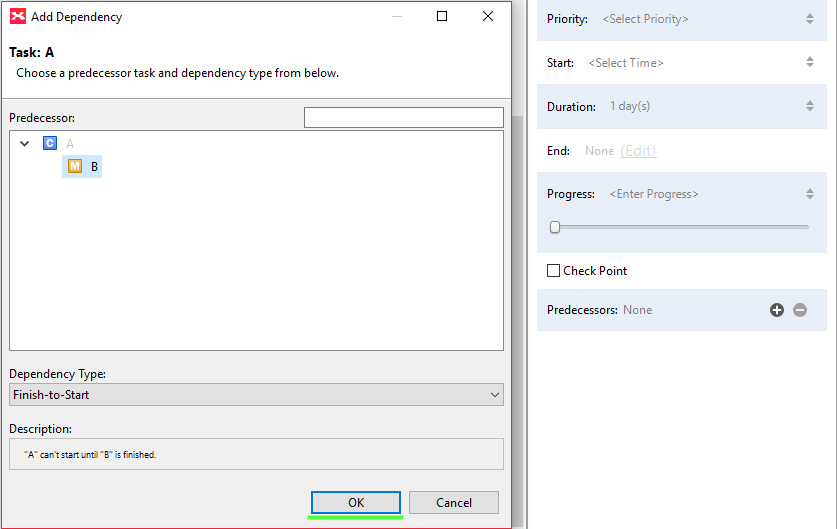 Add Dependency
Task: A
Choose a predecessor task and dependency type from below.
Predecessor:
C A
M B
Dependency Type:
Finish-to-Start
Description:
"A" can't start until "B" is finished.
OK Cancel
Priority: <Select Priority>
Start: <Select Time>
Duration: 1 day(s)
End: None (Edit)
Progress: <Enter Progress>
Check Point
Predecessors: None